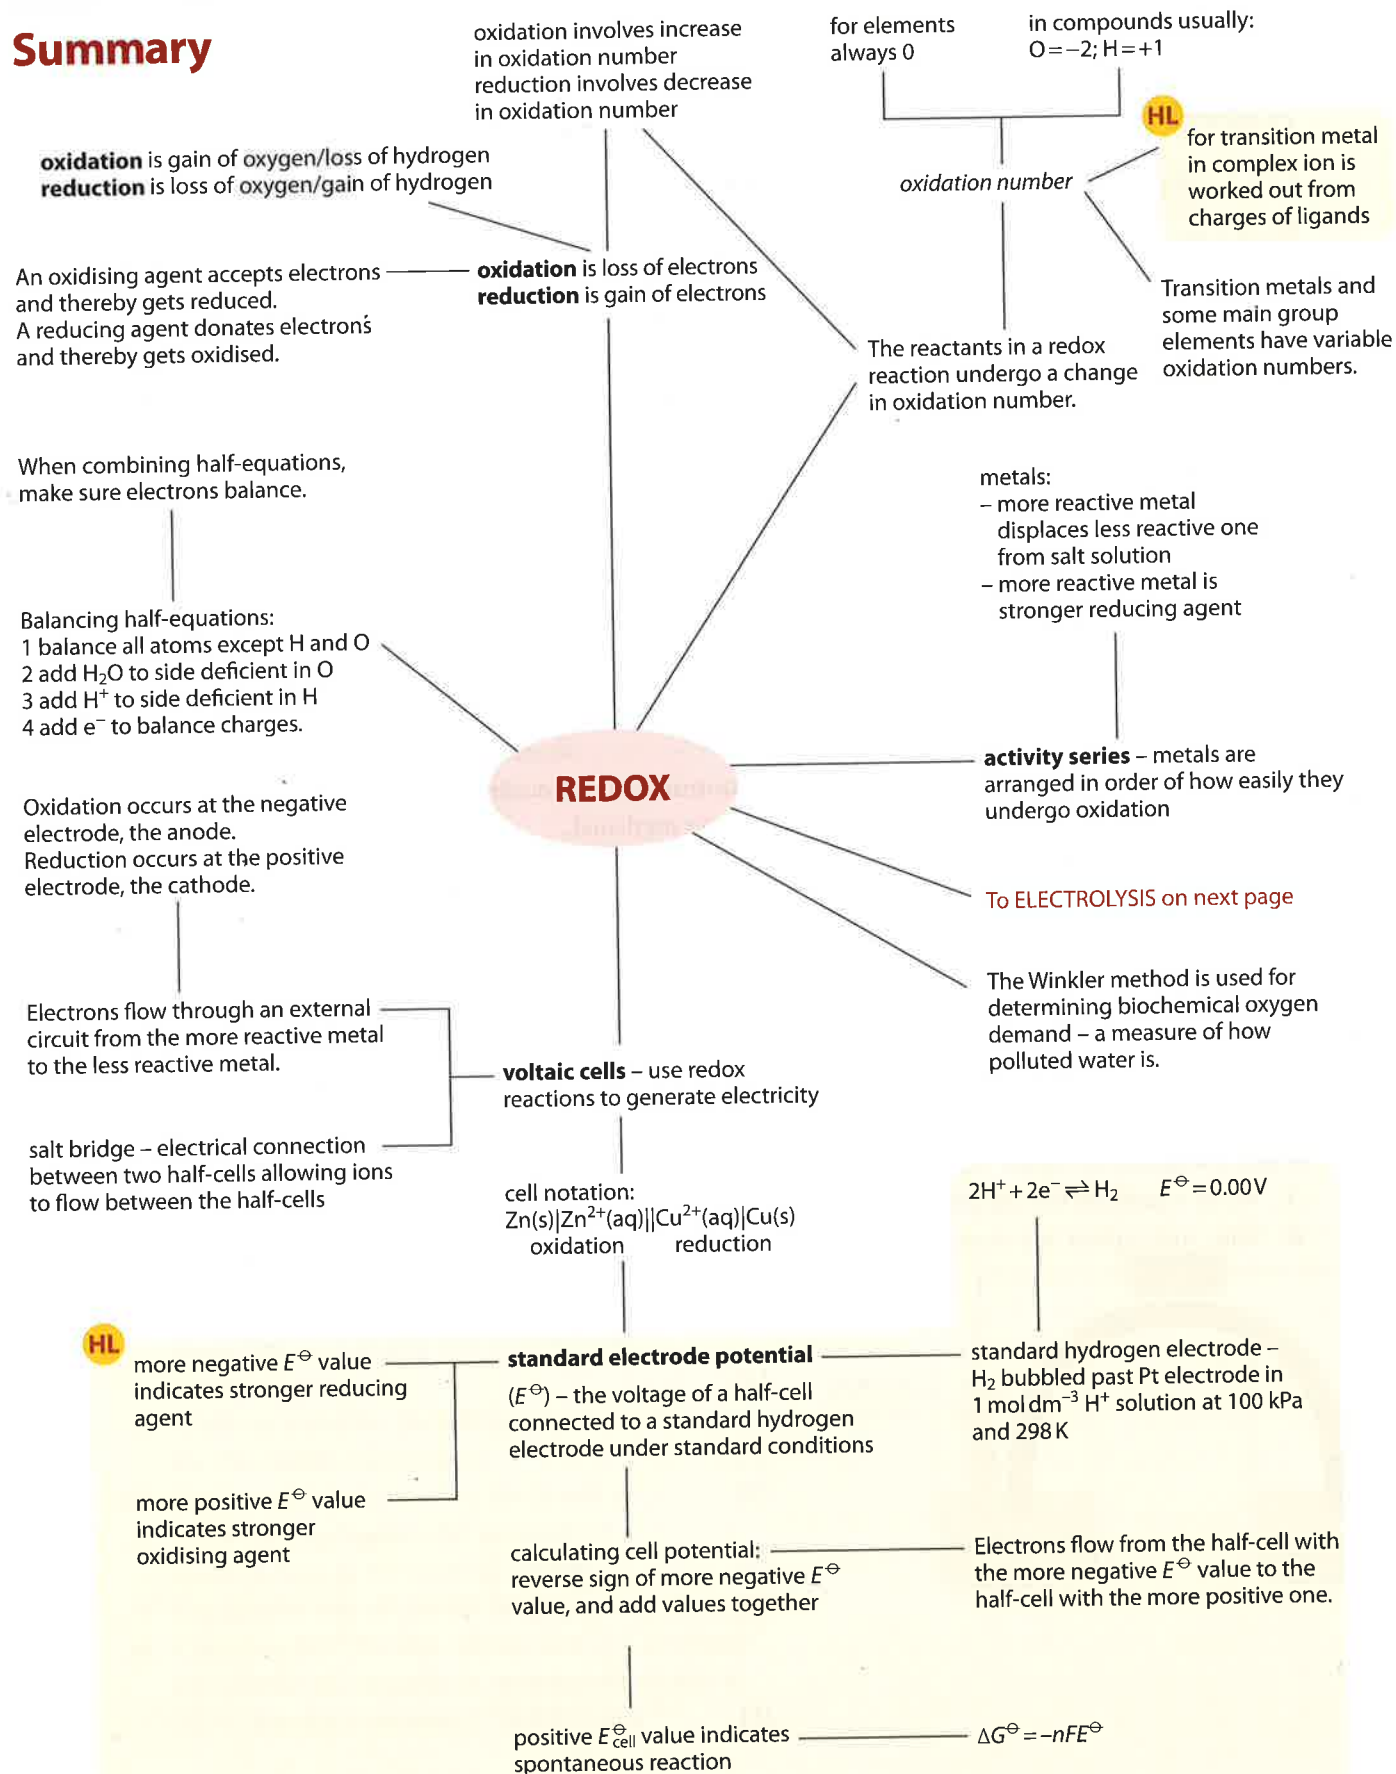 Summary
oxidation involves increase
in oxidation number
reduction involves decrease
in oxidation number
for elements
always 0
in compounds usually:
O=−2; H=+1
HL
for transition metal
in complex ion is
worked out from
charges of ligands
oxidation is gain of oxygen/loss of hydrogen
reduction is loss of oxygen/gain of hydrogen
oxidation number
An oxidising agent accepts electrons
and thereby gets reduced.
A reducing agent donates electrons
and thereby gets oxidised.
oxidation is loss of electrons
reduction is gain of electrons
Transition metals and
some main group
elements have variable
oxidation numbers.
The reactants in a redox
reaction undergo a change
in oxidation number.
When combining half-equations,
make sure electrons balance.
metals:
– more reactive metal
displaces less reactive one
from salt solution
– more reactive metal is
stronger reducing agent
Balancing half-equations:
1 balance all atoms except H and O
2 add H₂O to side deficient in O
3 add H⁺ to side deficient in H
4 add e⁻ to balance charges.
REDOX
activity series – metals are
arranged in order of how easily they
undergo oxidation
Oxidation occurs at the negative
electrode, the anode.
Reduction occurs at the positive
electrode, the cathode.
To ELECTROLYSIS on next page
The Winkler method is used for
determining biochemical oxygen
demand – a measure of how
polluted water is.
Electrons flow through an external
circuit from the more reactive metal
to the less reactive metal.
voltaic cells – use redox
reactions to generate electricity
salt bridge – electrical connection
between two half-cells allowing ions
to flow between the half-cells
cell notation:
Zn(s)|Zn²⁺(aq)||Cu²⁺(aq)|Cu(s)
oxidation reduction
2H⁺ + 2e⁻ ⇌ H₂ E⊖ = 0.00V
HL
more negative E⊖ value
indicates stronger reducing
agent
standard electrode potential
(E⊖) – the voltage of a half-cell
connected to a standard hydrogen
electrode under standard conditions
standard hydrogen electrode –
H₂ bubbled past Pt electrode in
1 mol dm⁻³ H⁺ solution at 100 kPa
and 298 K
more positive E⊖ value
indicates stronger
oxidising agent
calculating cell potential:
reverse sign of more negative E⊖
value, and add values together
Electrons flow from the half-cell with
the more negative E⊖ value to the
half-cell with the more positive one.
positive E⊖cell value indicates
spontaneous reaction
ΔG⊖ = −nFE⊖